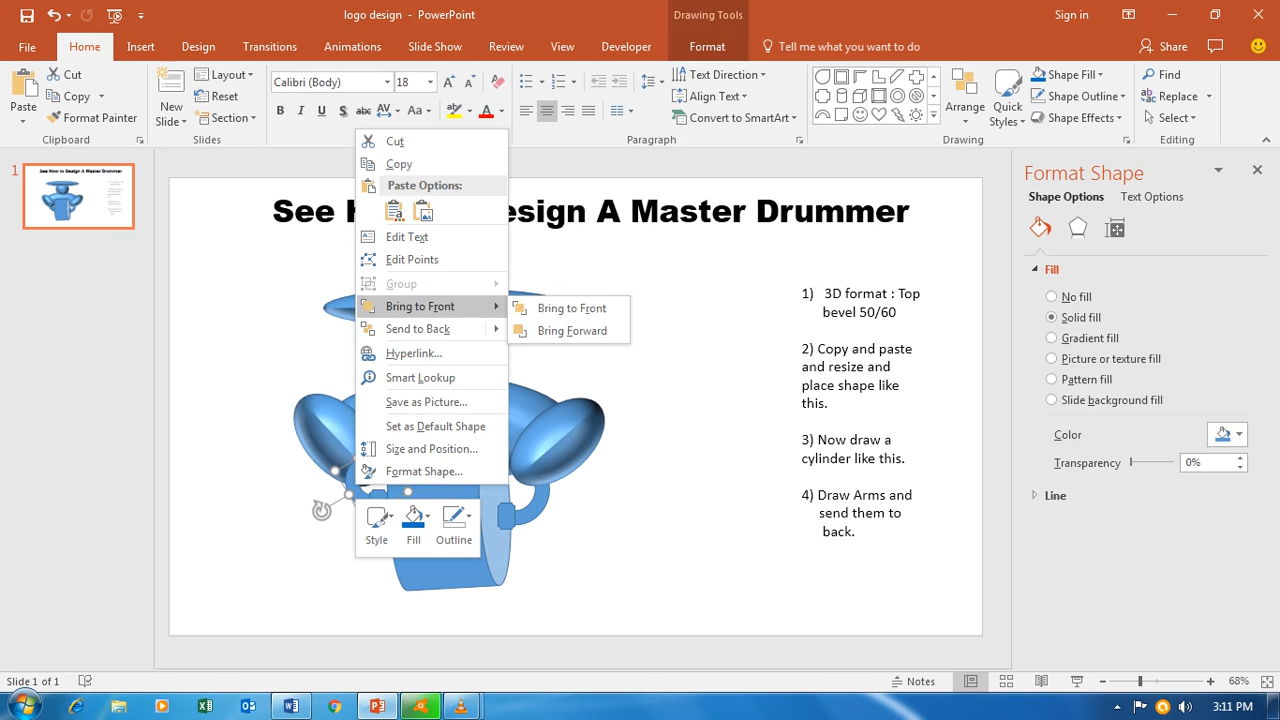 logo design - PowerPoint
Drawing Tools
Sign in
File
Home
Insert
Design
Transitions
Animations
Slide Show
Review
View
Developer
Format
Tell me what you want to do
Share
Paste
Cut
Copy
Format Painter
Clipboard
New
Slide
Layout
Reset
Section
Slides
Calibri (Body)
18
B
I
U
S
abc
AV
Aa
A
Text Direction
Align Text
Convert to SmartArt
Paragraph
Arrange
Quick
Styles
Shape Fill
Shape Outline
Shape Effects
Drawing
Find
Replace
Select
Editing
1
See How to Design A Master Drummer
Cut
Copy
Paste Options:
Edit Text
Edit Points
Group
Bring to Front
Send to Back
Hyperlink...
Smart Lookup
Save as Picture...
Set as Default Shape
Size and Position...
Format Shape...
Bring to Front
Bring Forward
Style
Fill
Outline
See H
esign A Master Drummer
1) 3D format : Top
bevel 50/60
2) Copy and paste
and resize and
place shape like
this.
3) Now draw a
cylinder like this.
4) Draw Arms and
send them to
back.
Format Shape
Shape Options
Text Options
Fill
No fill
Solid fill
Gradient fill
Picture or texture fill
Pattern fill
Slide background fill
Color
Transparency
0%
Line
Slide 1 of 1
Notes
68%
3:11 PM